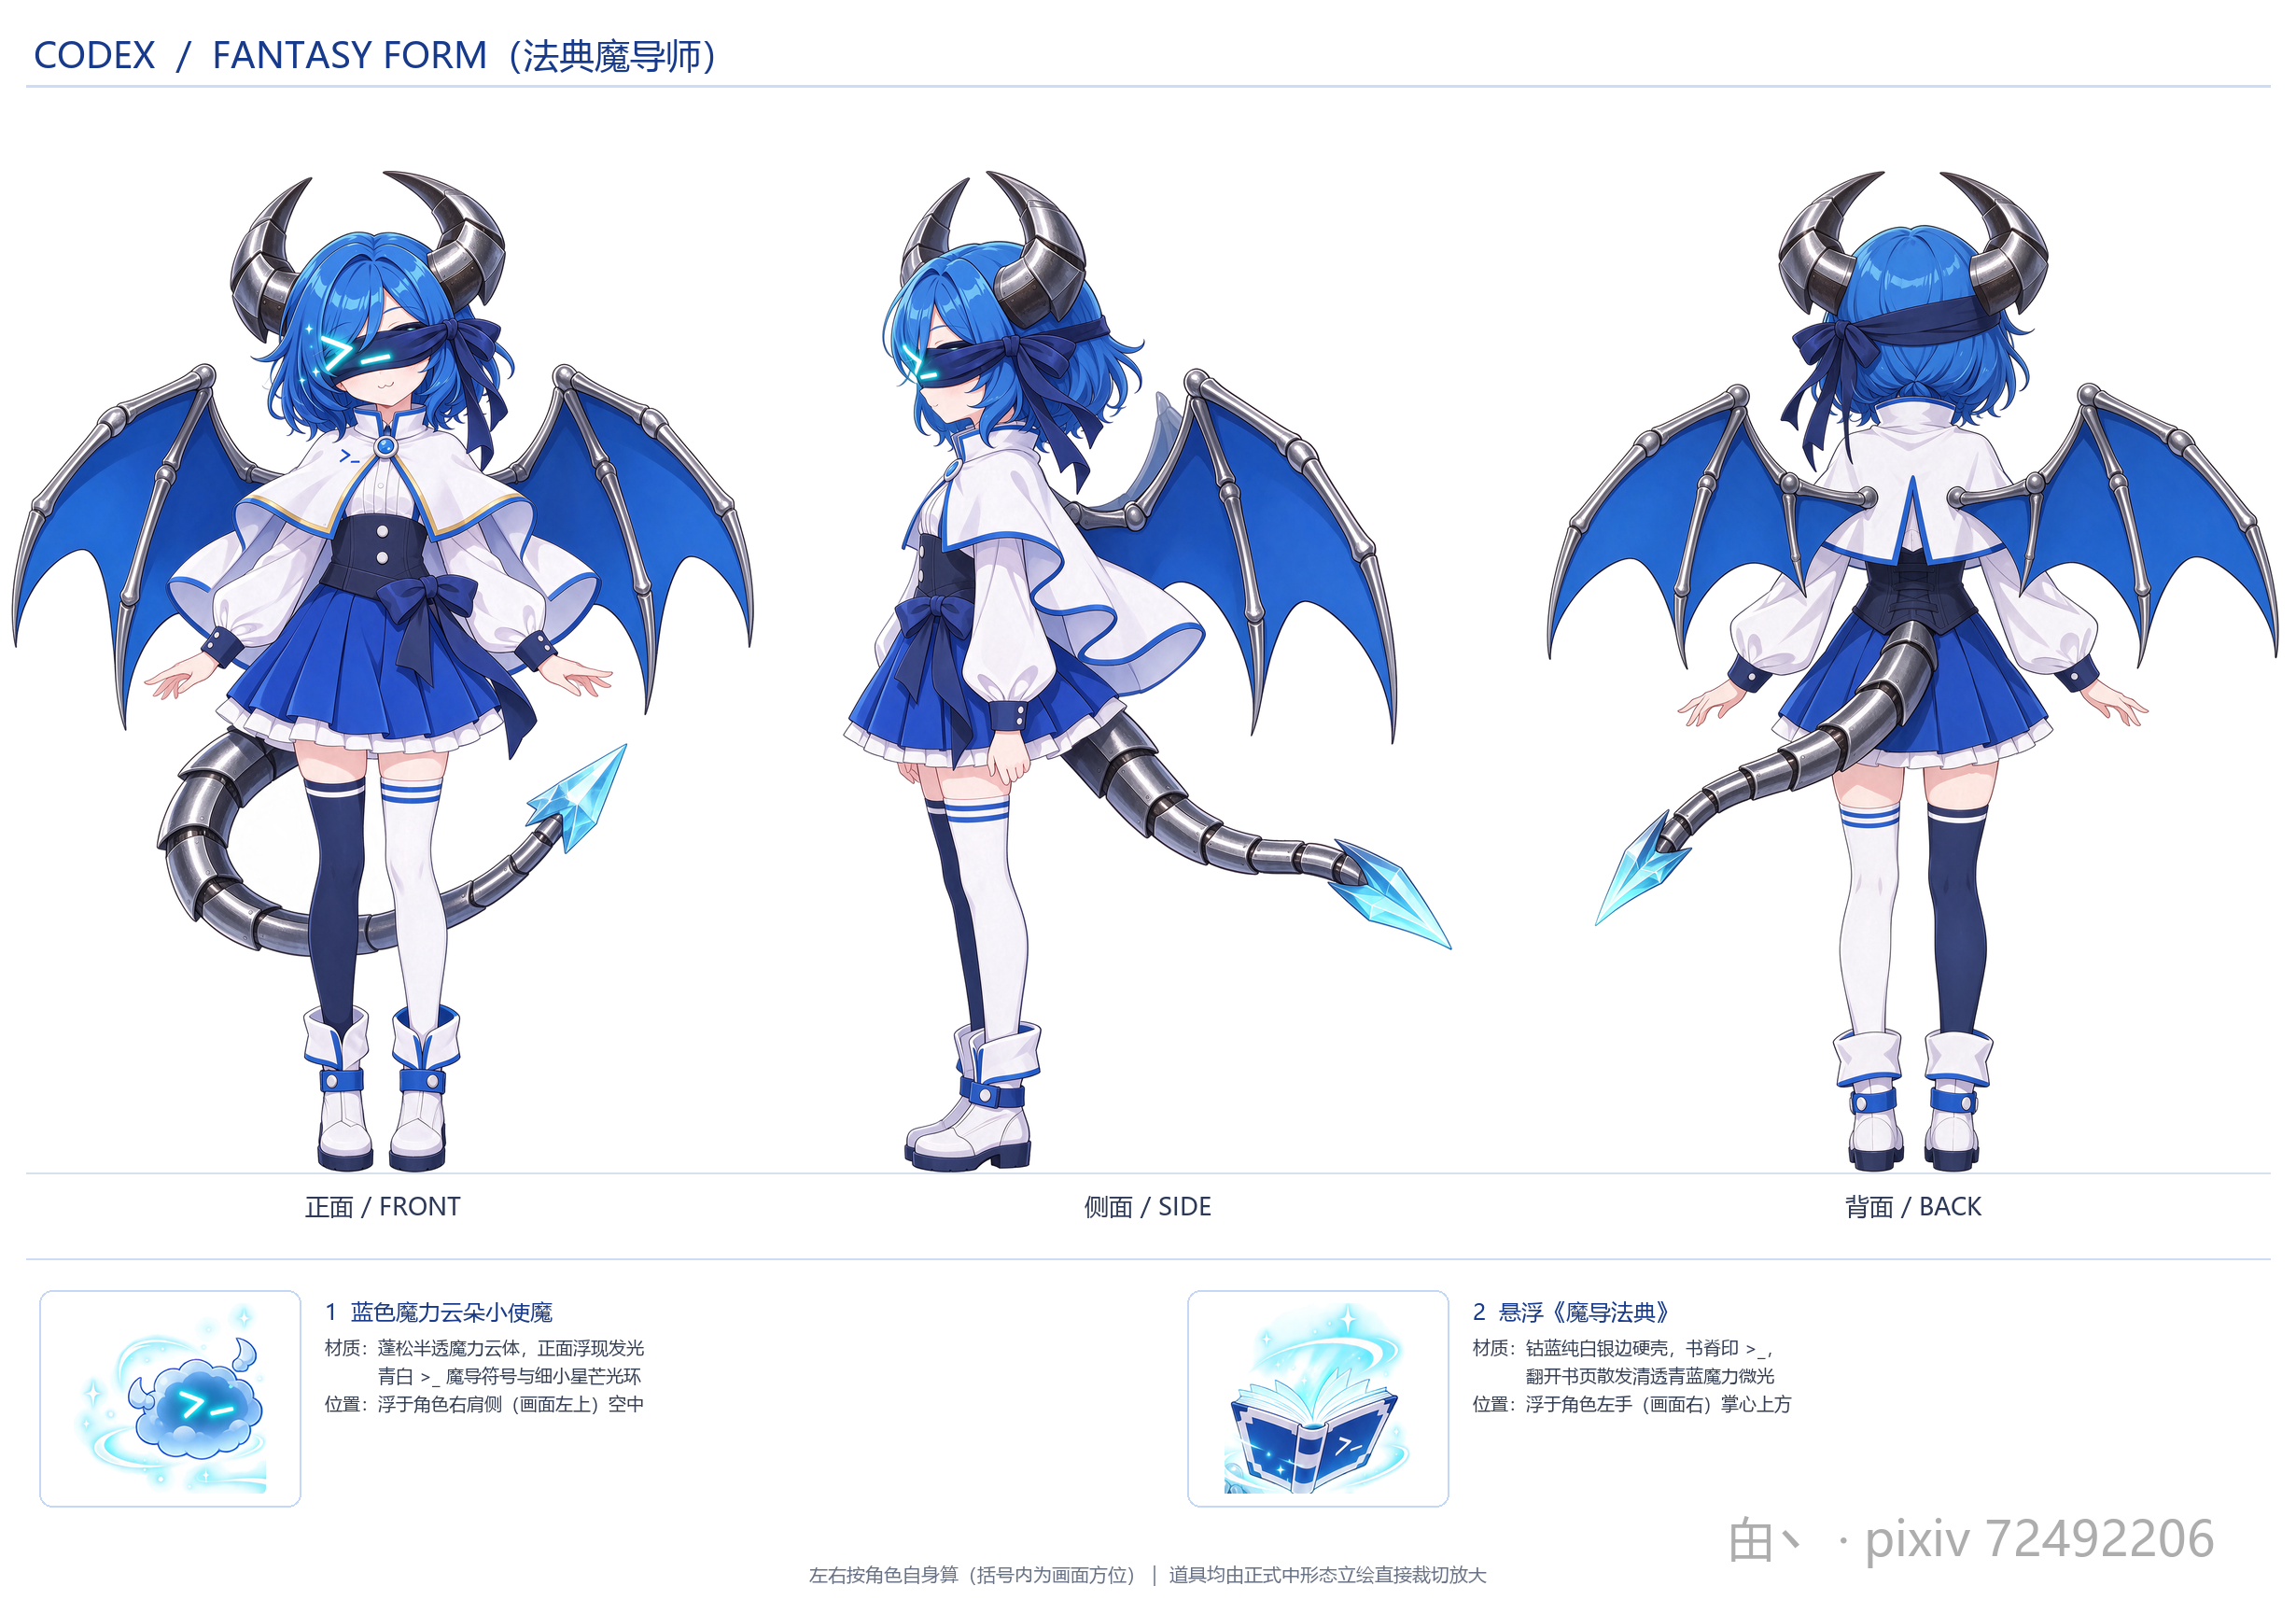 CODEX / FANTASY FORM（法典魔导师）
>_
>_
>_
正面 / FRONT
侧面 / SIDE
背面 / BACK
>_
1 蓝色魔力云朵小使魔
材质：蓬松半透魔力云体，正面浮现发光
青白 >_ 魔导符号与细小星芒光环
位置：浮于角色右肩侧（画面左上）空中
>_
2 悬浮《魔导法典》
材质：钴蓝纯白银边硬壳，书脊印 >_，
翻开书页散发清透青蓝魔力微光
位置：浮于角色左手（画面右）掌心上方
甶丶 · pixiv 72492206
左右按角色自身算（括号内为画面方位）｜ 道具均由正式中形态立绘直接裁切放大